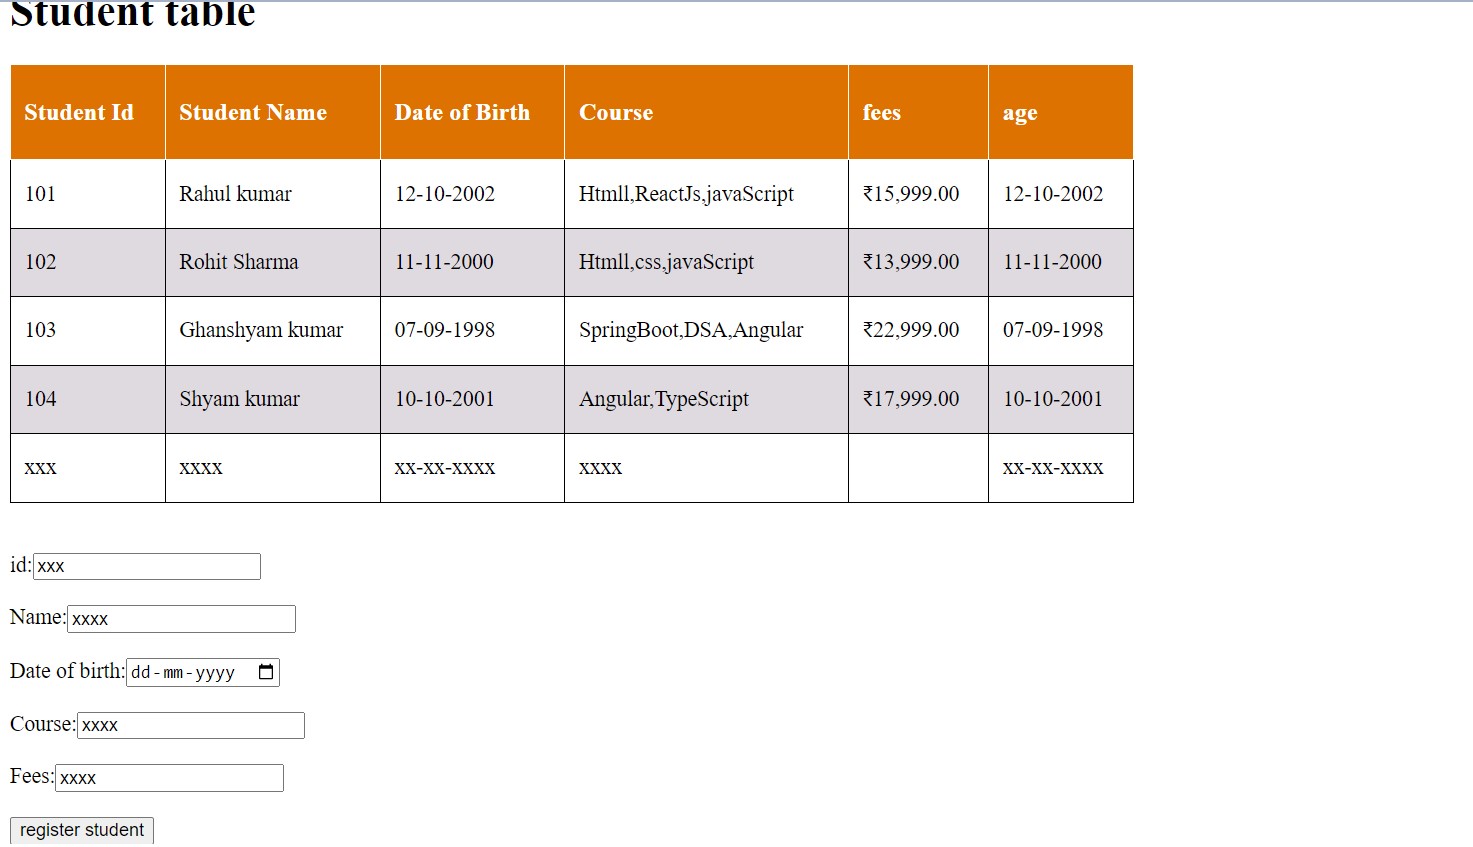 Student table
Student Id Student Name Date of Birth Course fees age
101 Rahul kumar 12-10-2002 Htmll,ReactJs,javaScript ₹15,999.00 12-10-2002
102 Rohit Sharma 11-11-2000 Htmll,css,javaScript ₹13,999.00 11-11-2000
103 Ghanshyam kumar 07-09-1998 SpringBoot,DSA,Angular ₹22,999.00 07-09-1998
104 Shyam kumar 10-10-2001 Angular,TypeScript ₹17,999.00 10-10-2001
xxx xxxx xx-xx-xxxx xxxx xx-xx-xxxx
id: xxx
Name: xxxx
Date of birth: dd-mm-yyyy
Course: xxxx
Fees: xxxx
register student